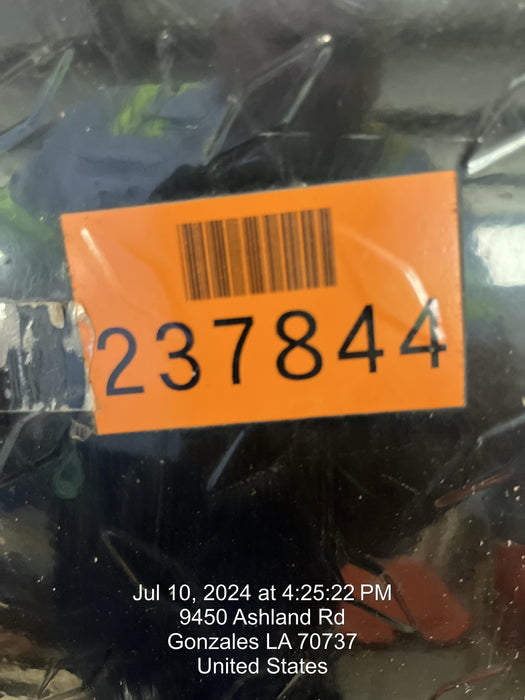 237844
Jul 10, 2024 at 4:25:22 PM
9450 Ashland Rd
Gonzales LA 70737
United States